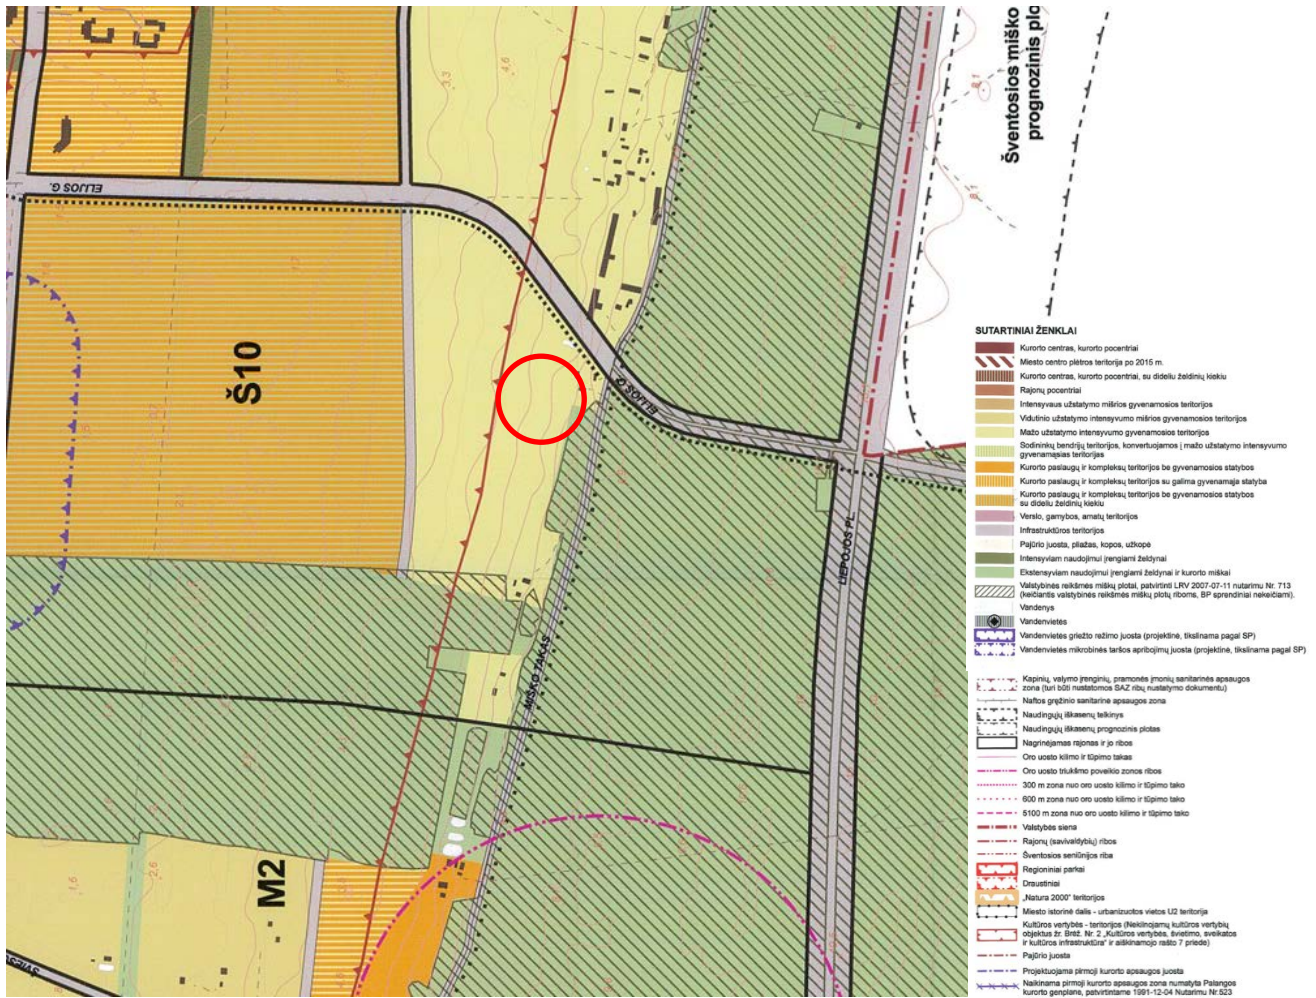 Šventosios miško
prognozinis plo
ELIJOS G.
3,3
4,6
8,1
8,1
Š10
ELIJOS G.
LIEPOJOS PL.
MIŠKO TAKAS
M2
1,6
2,6
SUTARTINIAI ŽENKLAI
Kurorto centras, kurorto pocentriai
Miesto centro plėtros teritorija po 2015 m.
Kurorto centras, kurorto pocentriai, su dideliu želdinių kiekiu
Rajonų pocentriai
Intensyvaus užstatymo mišrios gyvenamosios teritorijos
Vidutinio užstatymo intensyvumo mišrios gyvenamosios teritorijos
Mažo užstatymo intensyvumo gyvenamosios teritorijos
Sodininkų bendrijų teritorijos, konvertuojamos į mažo užstatymo intensyvumo
gyvenamąsias teritorijas
Kurorto paslaugų ir kompleksų teritorijos be gyvenamosios statybos
Kurorto paslaugų ir kompleksų teritorijos su galima gyvenamąja statyba
Kurorto paslaugų ir kompleksų teritorijos be gyvenamosios statybos
su dideliu želdinių kiekiu
Verslo, gamybos, amatų teritorijos
Infrastruktūros teritorijos
Pajūrio juosta, pliažas, kopos, užkopė
Intensyviam naudojimui įrengiami želdynai
Ekstensyviam naudojimui įrengiami želdynai ir kurorto miškai
Valstybinės reikšmės miškų plotai, patvirtinti LRV 2007-07-11 nutarimu Nr. 713
(keičiantis valstybinės reikšmės miškų plotų riboms, BP sprendiniai nekeičiami).
Vandenys
Vandenvietės
Vandenvietės griežto režimo juosta (projektinė, tikslinama pagal SP)
Vandenvietės mikrobinės taršos apribojimų juosta (projektinė, tikslinama pagal SP)
Kapinių, valymo įrenginių, pramonės įmonių sanitarinės apsaugos
zona (turi būti nustatomos SAZ ribų nustatymo dokumentu)
Naftos gręžinio sanitarinė apsaugos zona
Naudingųjų iškasenų telkinys
Naudingųjų iškasenų prognozinis plotas
Nagrinėjamas rajonas ir jo ribos
Oro uosto kilimo ir tūpimo takas
Oro uosto triukšmo poveikio zonos ribos
300 m zona nuo oro uosto kilimo ir tūpimo tako
600 m zona nuo oro uosto kilimo ir tūpimo tako
5100 m zona nuo oro uosto kilimo ir tūpimo tako
Valstybės siena
Rajonų (savivaldybių) ribos
Šventosios seniūnijos riba
Regioniniai parkai
Draustiniai
„Natura 2000" teritorijos
Miesto istorinė dalis - urbanizuotos vietos U2 teritorija
Kultūros vertybės - teritorijos (Nekilnojamų kultūros vertybių
objektus žr. Brėž. Nr. 2 „Kultūros vertybės, švietimo, sveikatos
ir kultūros infrastruktūra" ir aiškinamojo rašto 7 priede)
Pajūrio juosta
Projektuojama pirmoji kurorto apsaugos juosta
Naikinama pirmoji kurorto apsaugos zona numatyta Palangos
kurorto genplane, patvirtintame 1991-12-04 Nutarimu Nr.523